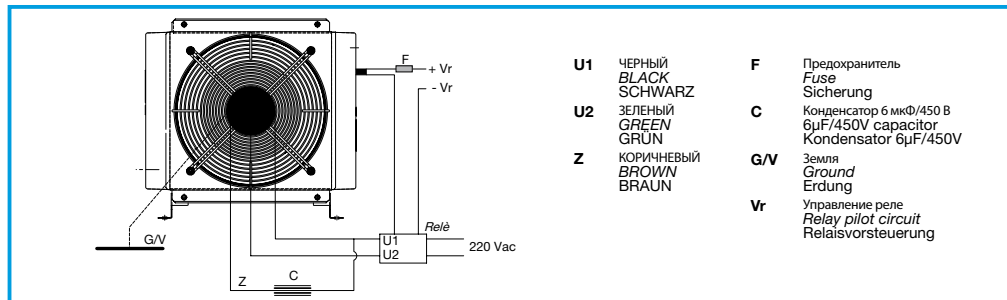 F
+ Vr
- Vr
G/V
Relè
U1
U2
220 Vac
Z
C
U1 ЧЕРНЫЙ
BLACK
SCHWARZ
U2 ЗЕЛЕНЫЙ
GREEN
GRÜN
Z КОРИЧНЕВЫЙ
BROWN
BRAUN
F Предохранитель
Fuse
Sicherung
C Конденсатор 6 мкФ/450 В
6µF/450V capacitor
Kondensator 6µF/450V
G/V Земля
Ground
Erdung
Vr Управление реле
Relay pilot circuit
Relaisvorsteuerung